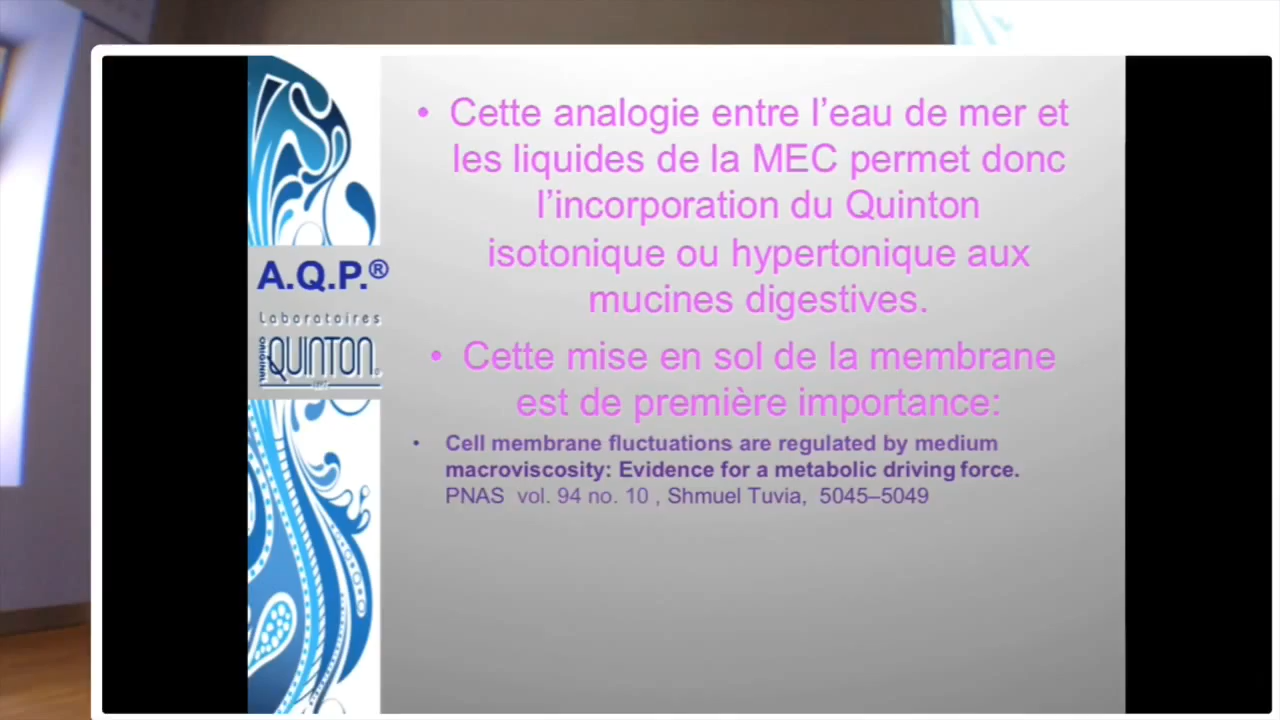 • Cette analogie entre l’eau de mer et
les liquides de la MEC permet donc
l’incorporation du Quinton
isotonique ou hypertonique aux
mucines digestives.
• Cette mise en sol de la membrane
est de première importance:
• Cell membrane fluctuations are regulated by medium
macroviscosity: Evidence for a metabolic driving force.
PNAS vol. 94 no. 10 , Shmuel Tuvia, 5045–5049
A.Q.P.®
Laboratoires
ORIGINAL
QUINTON